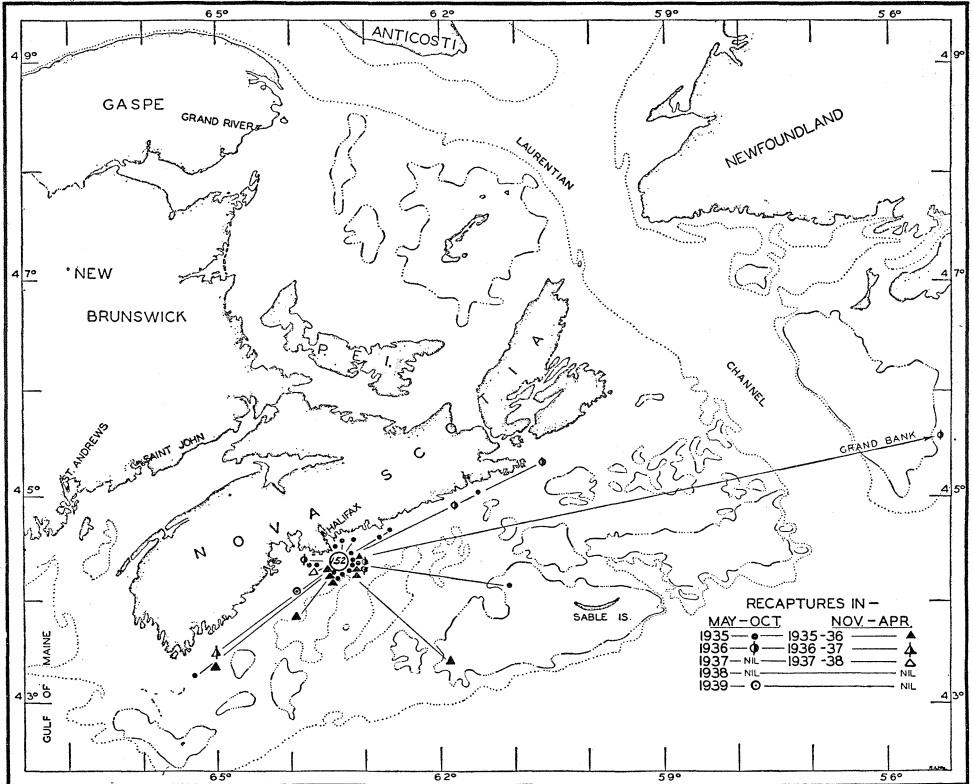 65° 62° 59° 56°
ANTICOSTI
49° 49°
GASPE
GRAND RIVER
NEWFOUNDLAND
LAURENTIAN
47° 47°
NEW
BRUNSWICK
P. E. I.
CHANNEL
ST. ANDREWS
SAINT JOHN
NOVA SCOTIA
GRAND BANK
45° 45°
HALIFAX
152
SABLE IS.
RECAPTURES IN—
MAY-OCT. NOV.-APR.
1935 1935-36
1936 1936-37
1937 NIL 1937-38
1938 NIL NIL
1939 NIL
GULF OF MAINE
43° 43°
65° 62° 59° 56°